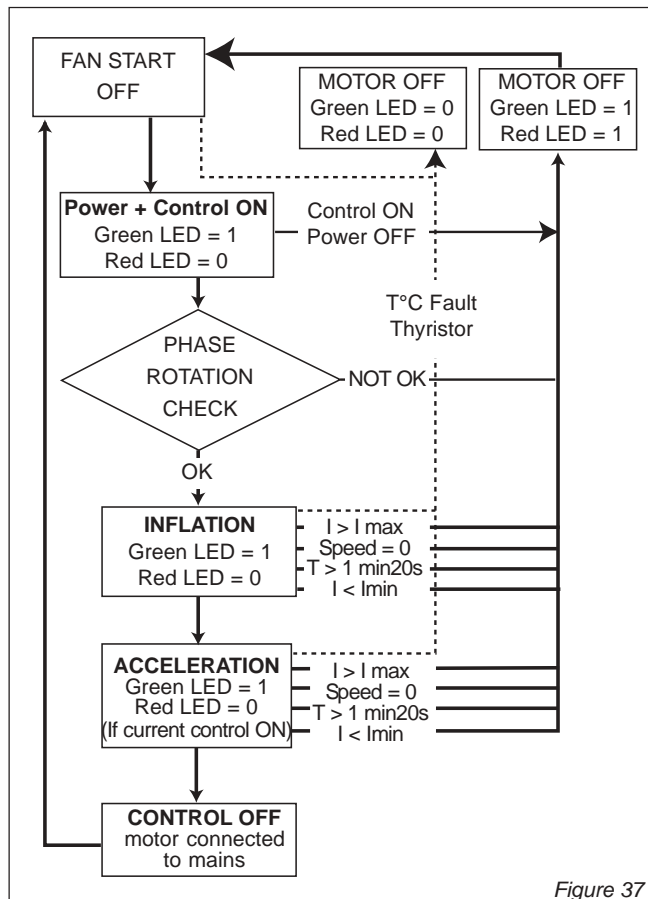 FAN START
OFF
MOTOR OFF
Green LED = 0
Red LED = 0
MOTOR OFF
Green LED = 1
Red LED = 1
Power + Control ON
Green LED = 1
Red LED = 0
Control ON
Power OFF
T°C Fault
Thyristor
PHASE
ROTATION
CHECK
NOT OK
OK
INFLATION
Green LED = 1
Red LED = 0
I > I max
Speed = 0
T > 1 min20s
I < Imin
ACCELERATION
Green LED = 1
Red LED = 0
(If current control ON)
I > I max
Speed = 0
T > 1 min20s
I < Imin
CONTROL OFF
motor connected
to mains
Figure 37